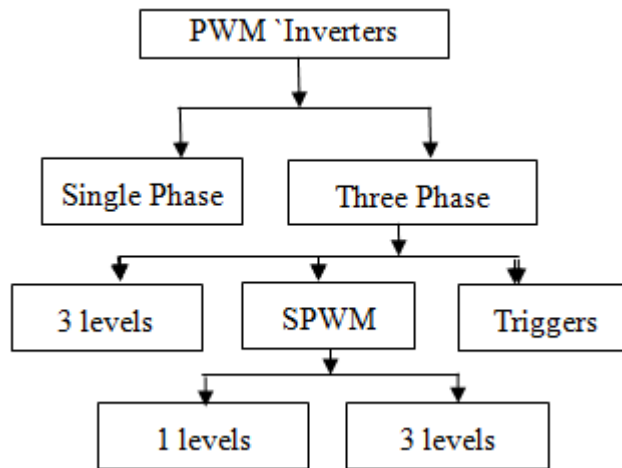 PWM `Inverters
Single Phase
Three Phase
3 levels
SPWM
Triggers
1 levels
3 levels